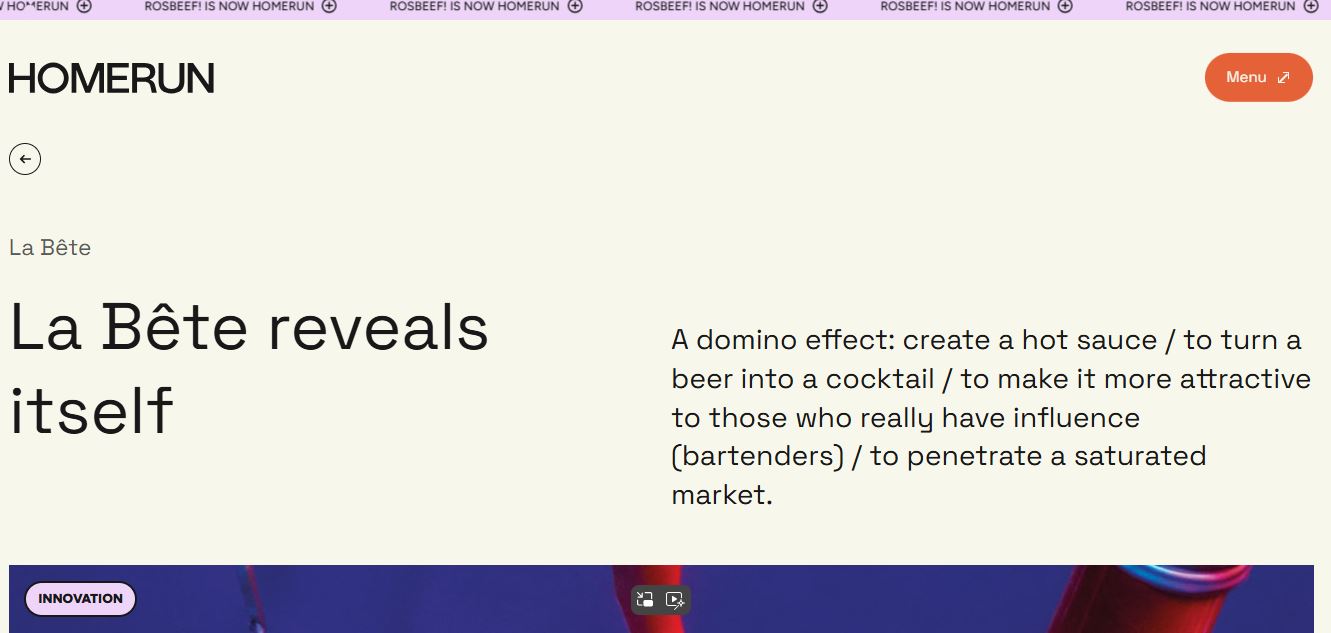 HOMERUN ROSBEEF! IS NOW HOMERUN ROSBEEF! IS NOW HOMERUN ROSBEEF! IS NOW HOMERUN ROSBEEF! IS NOW HOMERUN ROSBEEF! IS NOW HOMERUN
HOMERUN
Menu
La Bête
La Bête reveals
itself
A domino effect: create a hot sauce / to turn a
beer into a cocktail / to make it more attractive
to those who really have influence
(bartenders) / to penetrate a saturated
market.
INNOVATION